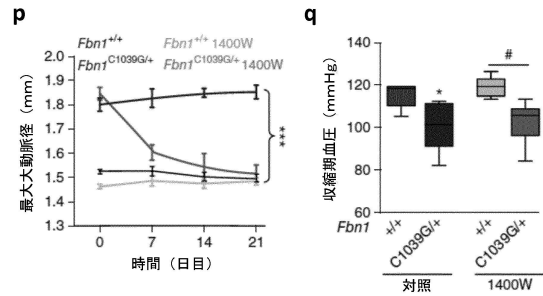 p
Fbn1+/+ Fbn1+/+ 1400W
Fbn1C1039G/+ Fbn1C1039G/+ 1400W
最大大動脈径 (mm)
2.0
1.9
1.8
1.7
1.6
1.5
1.4
1.3
***
0 7 14 21
時間（日目）
q
収縮期血圧 (mmHg)
140
120
100
80
60
*
#
Fbn1
+/+ C1039G/+ +/+ C1039G/+
対照 1400W